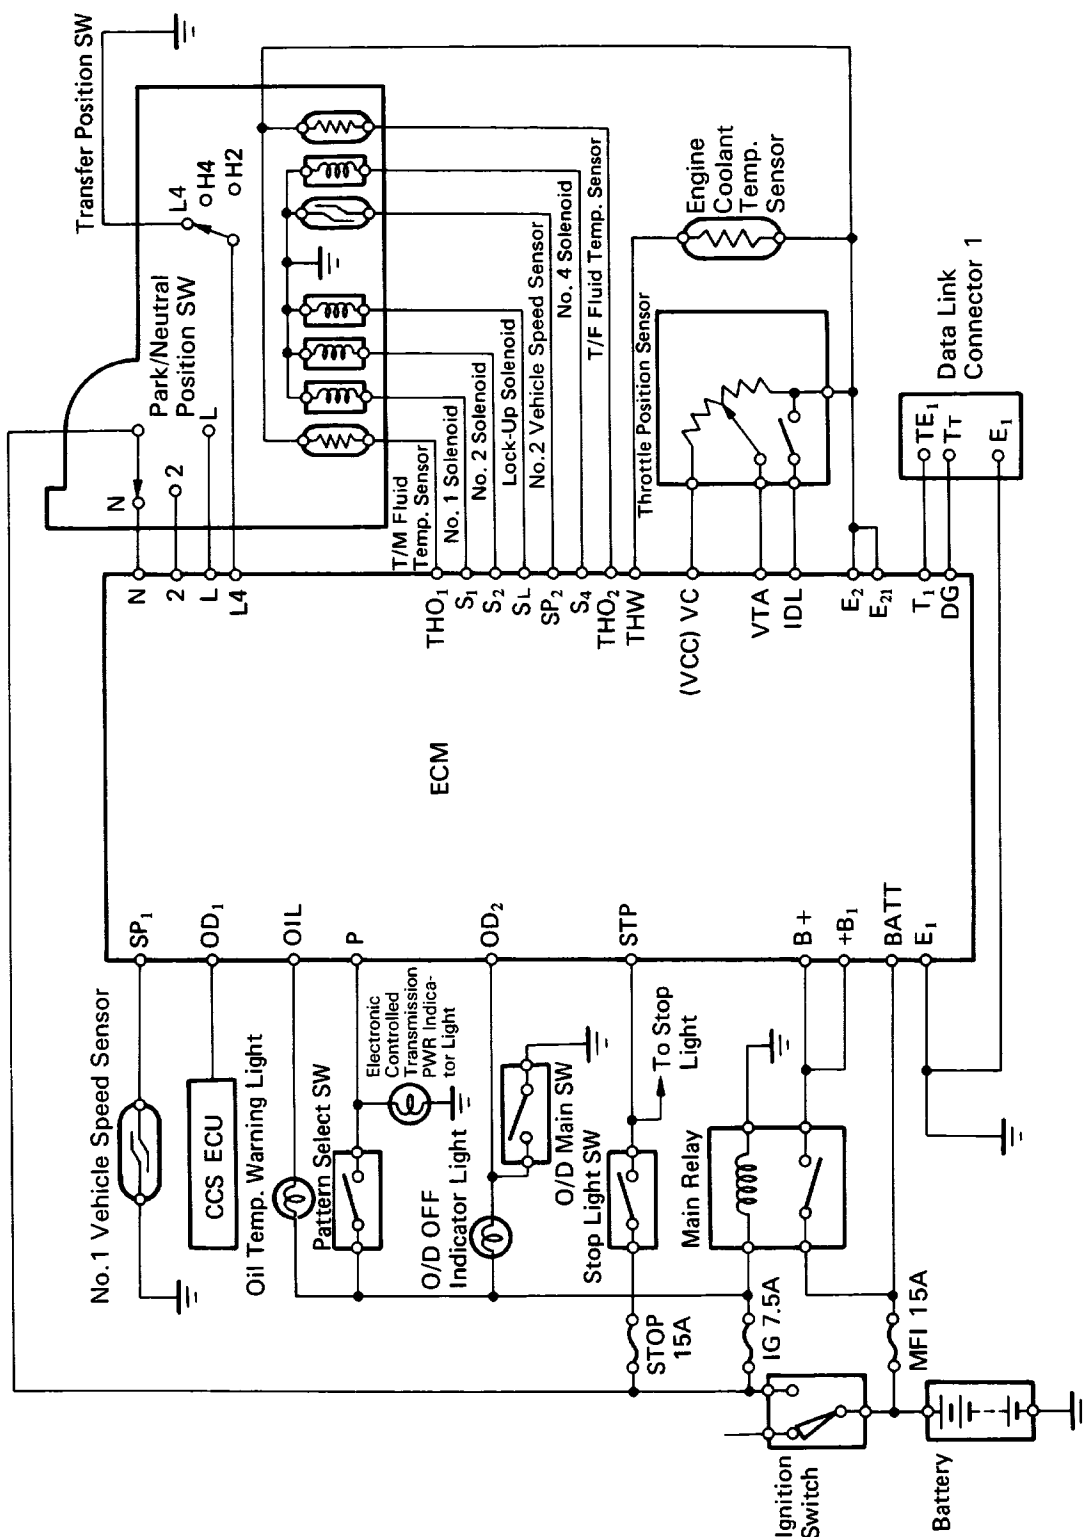 Transfer Position SW
L4
H4
H2
Park/Neutral
Position SW
N
2
L
T/M Fluid
Temp. Sensor
No. 1 Solenoid
No. 2 Solenoid
Lock-Up Solenoid
No.2 Vehicle Speed Sensor
No. 4 Solenoid
T/F Fluid Temp. Sensor
Engine
Coolant
Temp.
Sensor
Throttle Position Sensor
Data Link
Connector 1
TE1
TT
E1
N
2
L
L4
THO1
S1
S2
SL
SP2
S4
THO2
THW
(VCC) VC
VTA
IDL
E2
E21
T1
DG
ECM
SP1
OD1
OIL
P
OD2
STP
B+
+B1
BATT
E1
No.1 Vehicle Speed Sensor
CCS ECU
Oil Temp. Warning Light
Pattern Select SW
Electronic
Controlled
Transmission
PWR Indica-
tor Light
O/D OFF
Indicator Light
O/D Main SW
Stop Light SW
To Stop
Light
Main Relay
STOP
15A
IG 7.5A
MFI 15A
Ignition
Switch
Battery